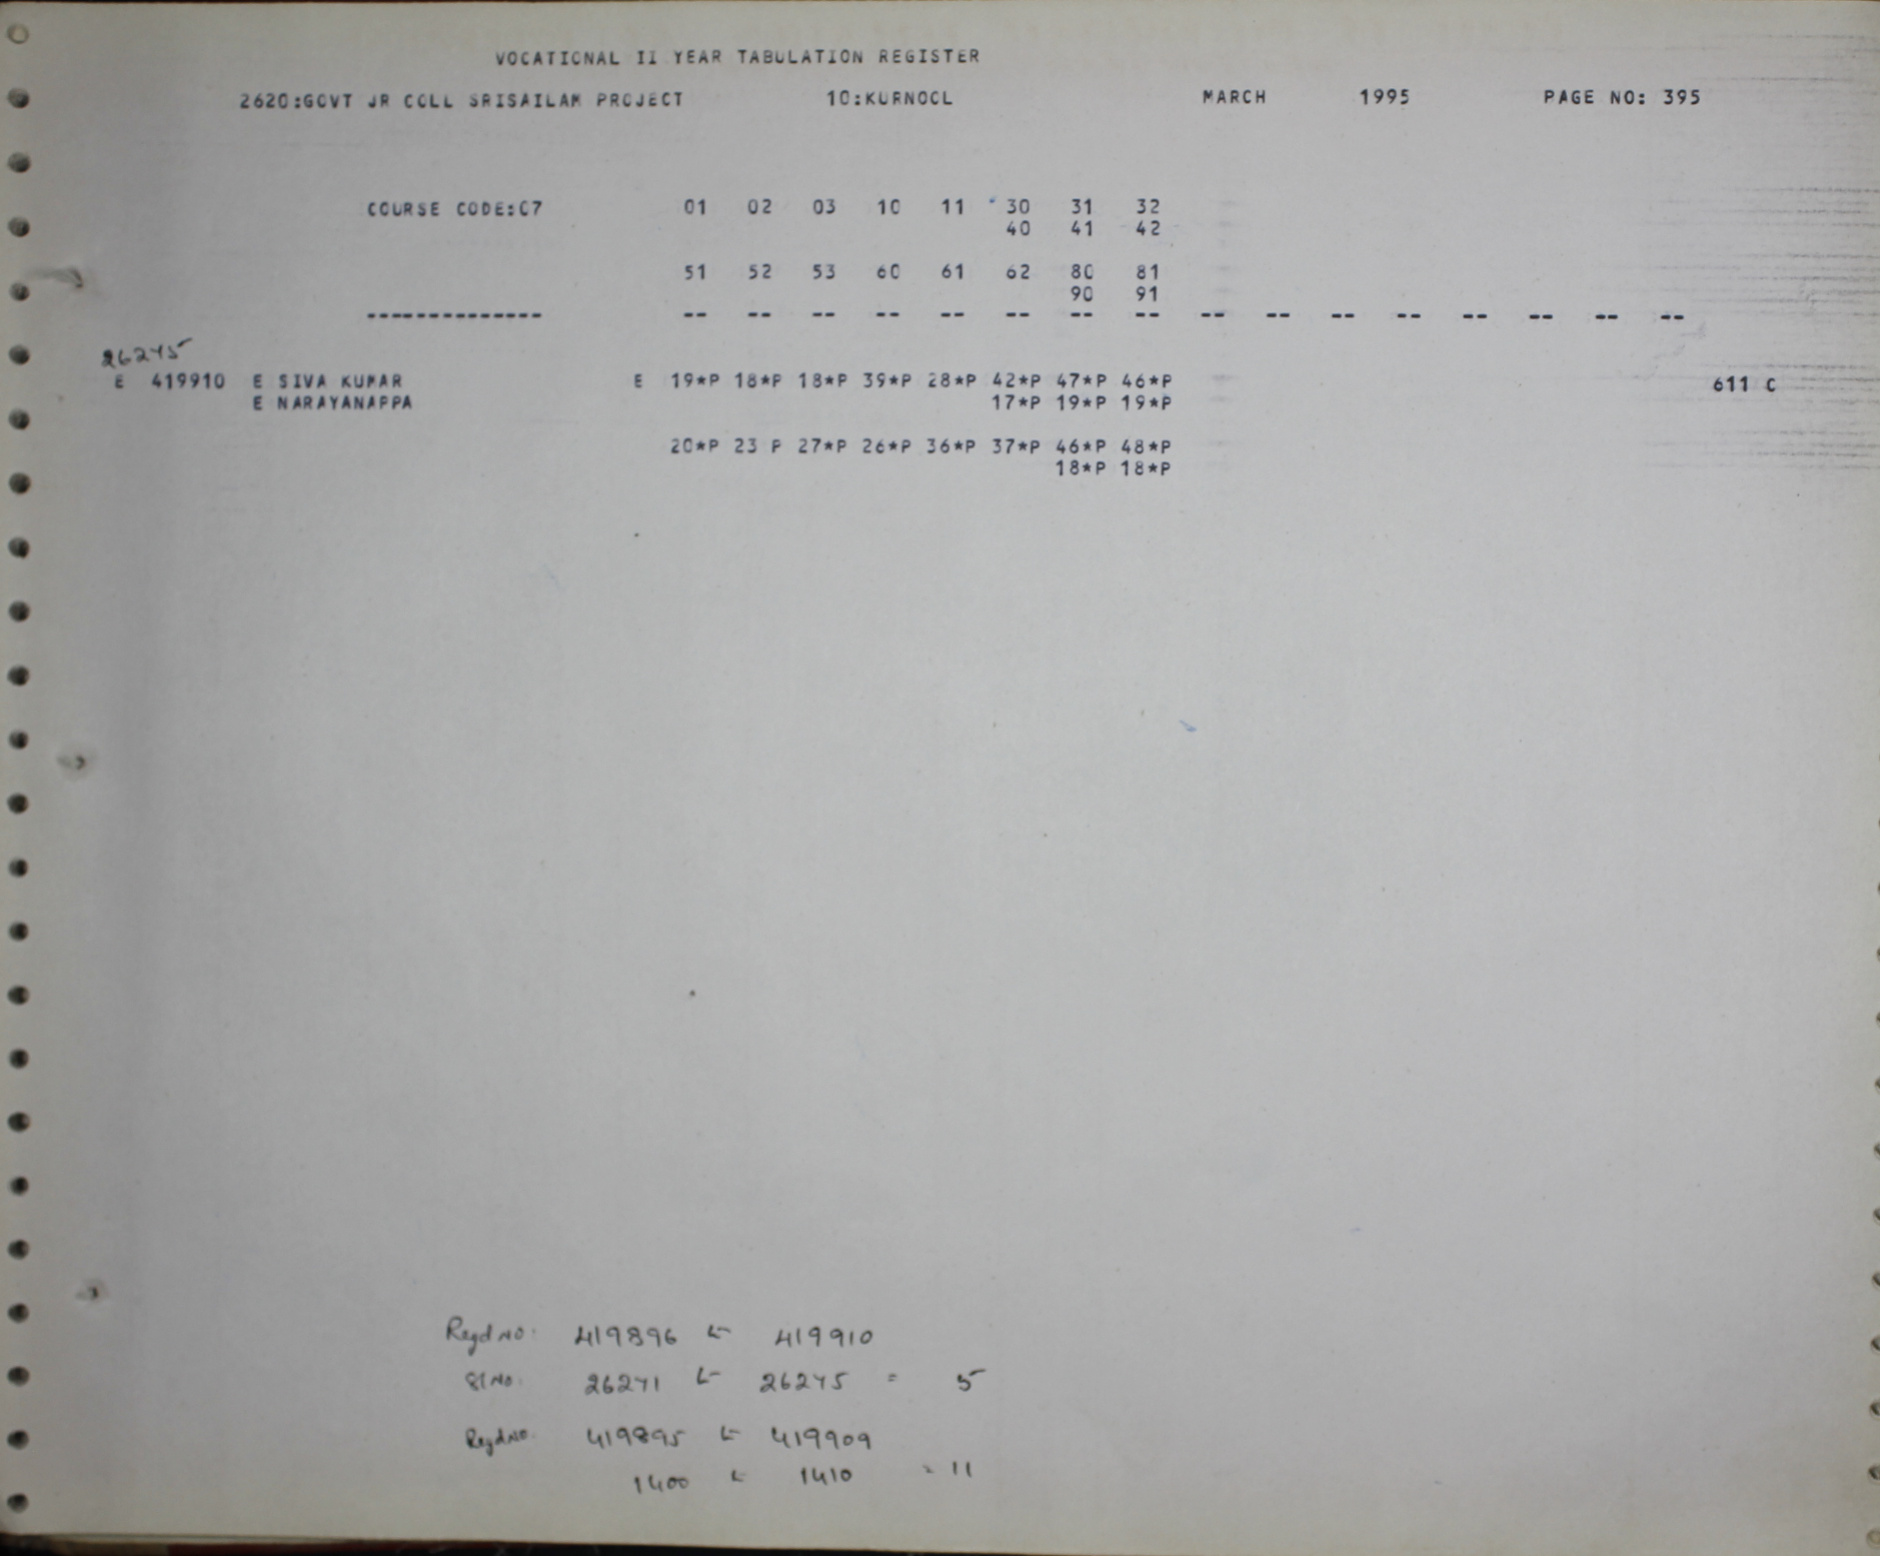 VOCATIONAL II YEAR TABULATION REGISTER
2620:GOVT JR COLL SRISAILAM PROJECT 10:KURNOOL MARCH 1995 PAGE NO: 395
COURSE CODE:07 01 02 03 10 11 30 31 32
40 41 42
51 52 53 60 61 62 80 81
90 91
-------------- -- -- -- -- -- -- -- -- -- -- -- -- -- -- -- --
26245
E 419910 E SIVA KUMAR E 19*P 18*P 18*P 39*P 28*P 42*P 47*P 46*P 611 C
E NARAYANAPPA 17*P 19*P 19*P
20*P 23 P 27*P 26*P 36*P 37*P 46*P 48*P
18*P 18*P
Regd No: 419896 to 419910
Sl No. 26241 to 26245 = 5
Regd No. 419895 to 419909
1400 to 1410 = 11